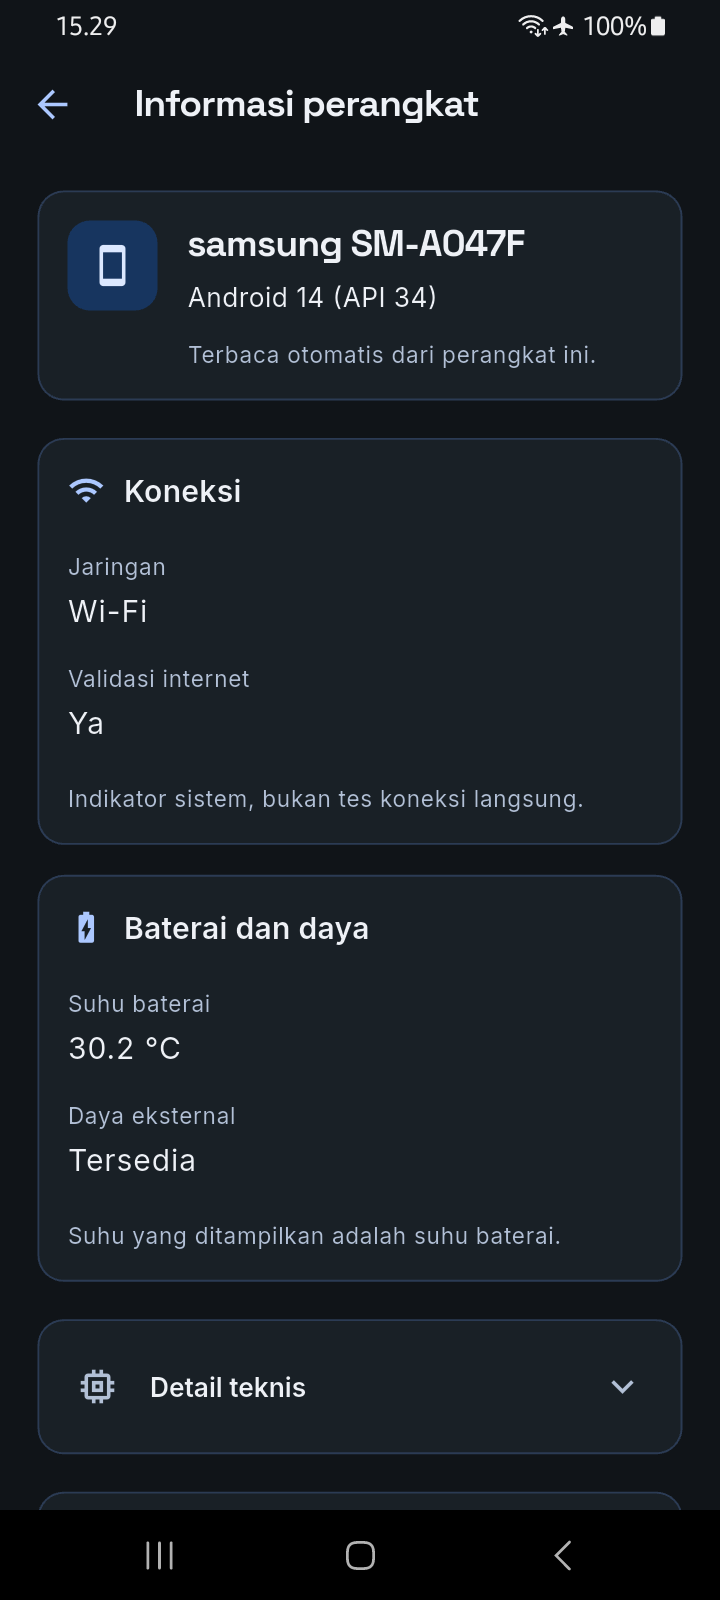 15.29
100%
Informasi perangkat
samsung SM-A047F
Android 14 (API 34)
Terbaca otomatis dari perangkat ini.
Koneksi
Jaringan
Wi-Fi
Validasi internet
Ya
Indikator sistem, bukan tes koneksi langsung.
Baterai dan daya
Suhu baterai
30.2 °C
Daya eksternal
Tersedia
Suhu yang ditampilkan adalah suhu baterai.
Detail teknis